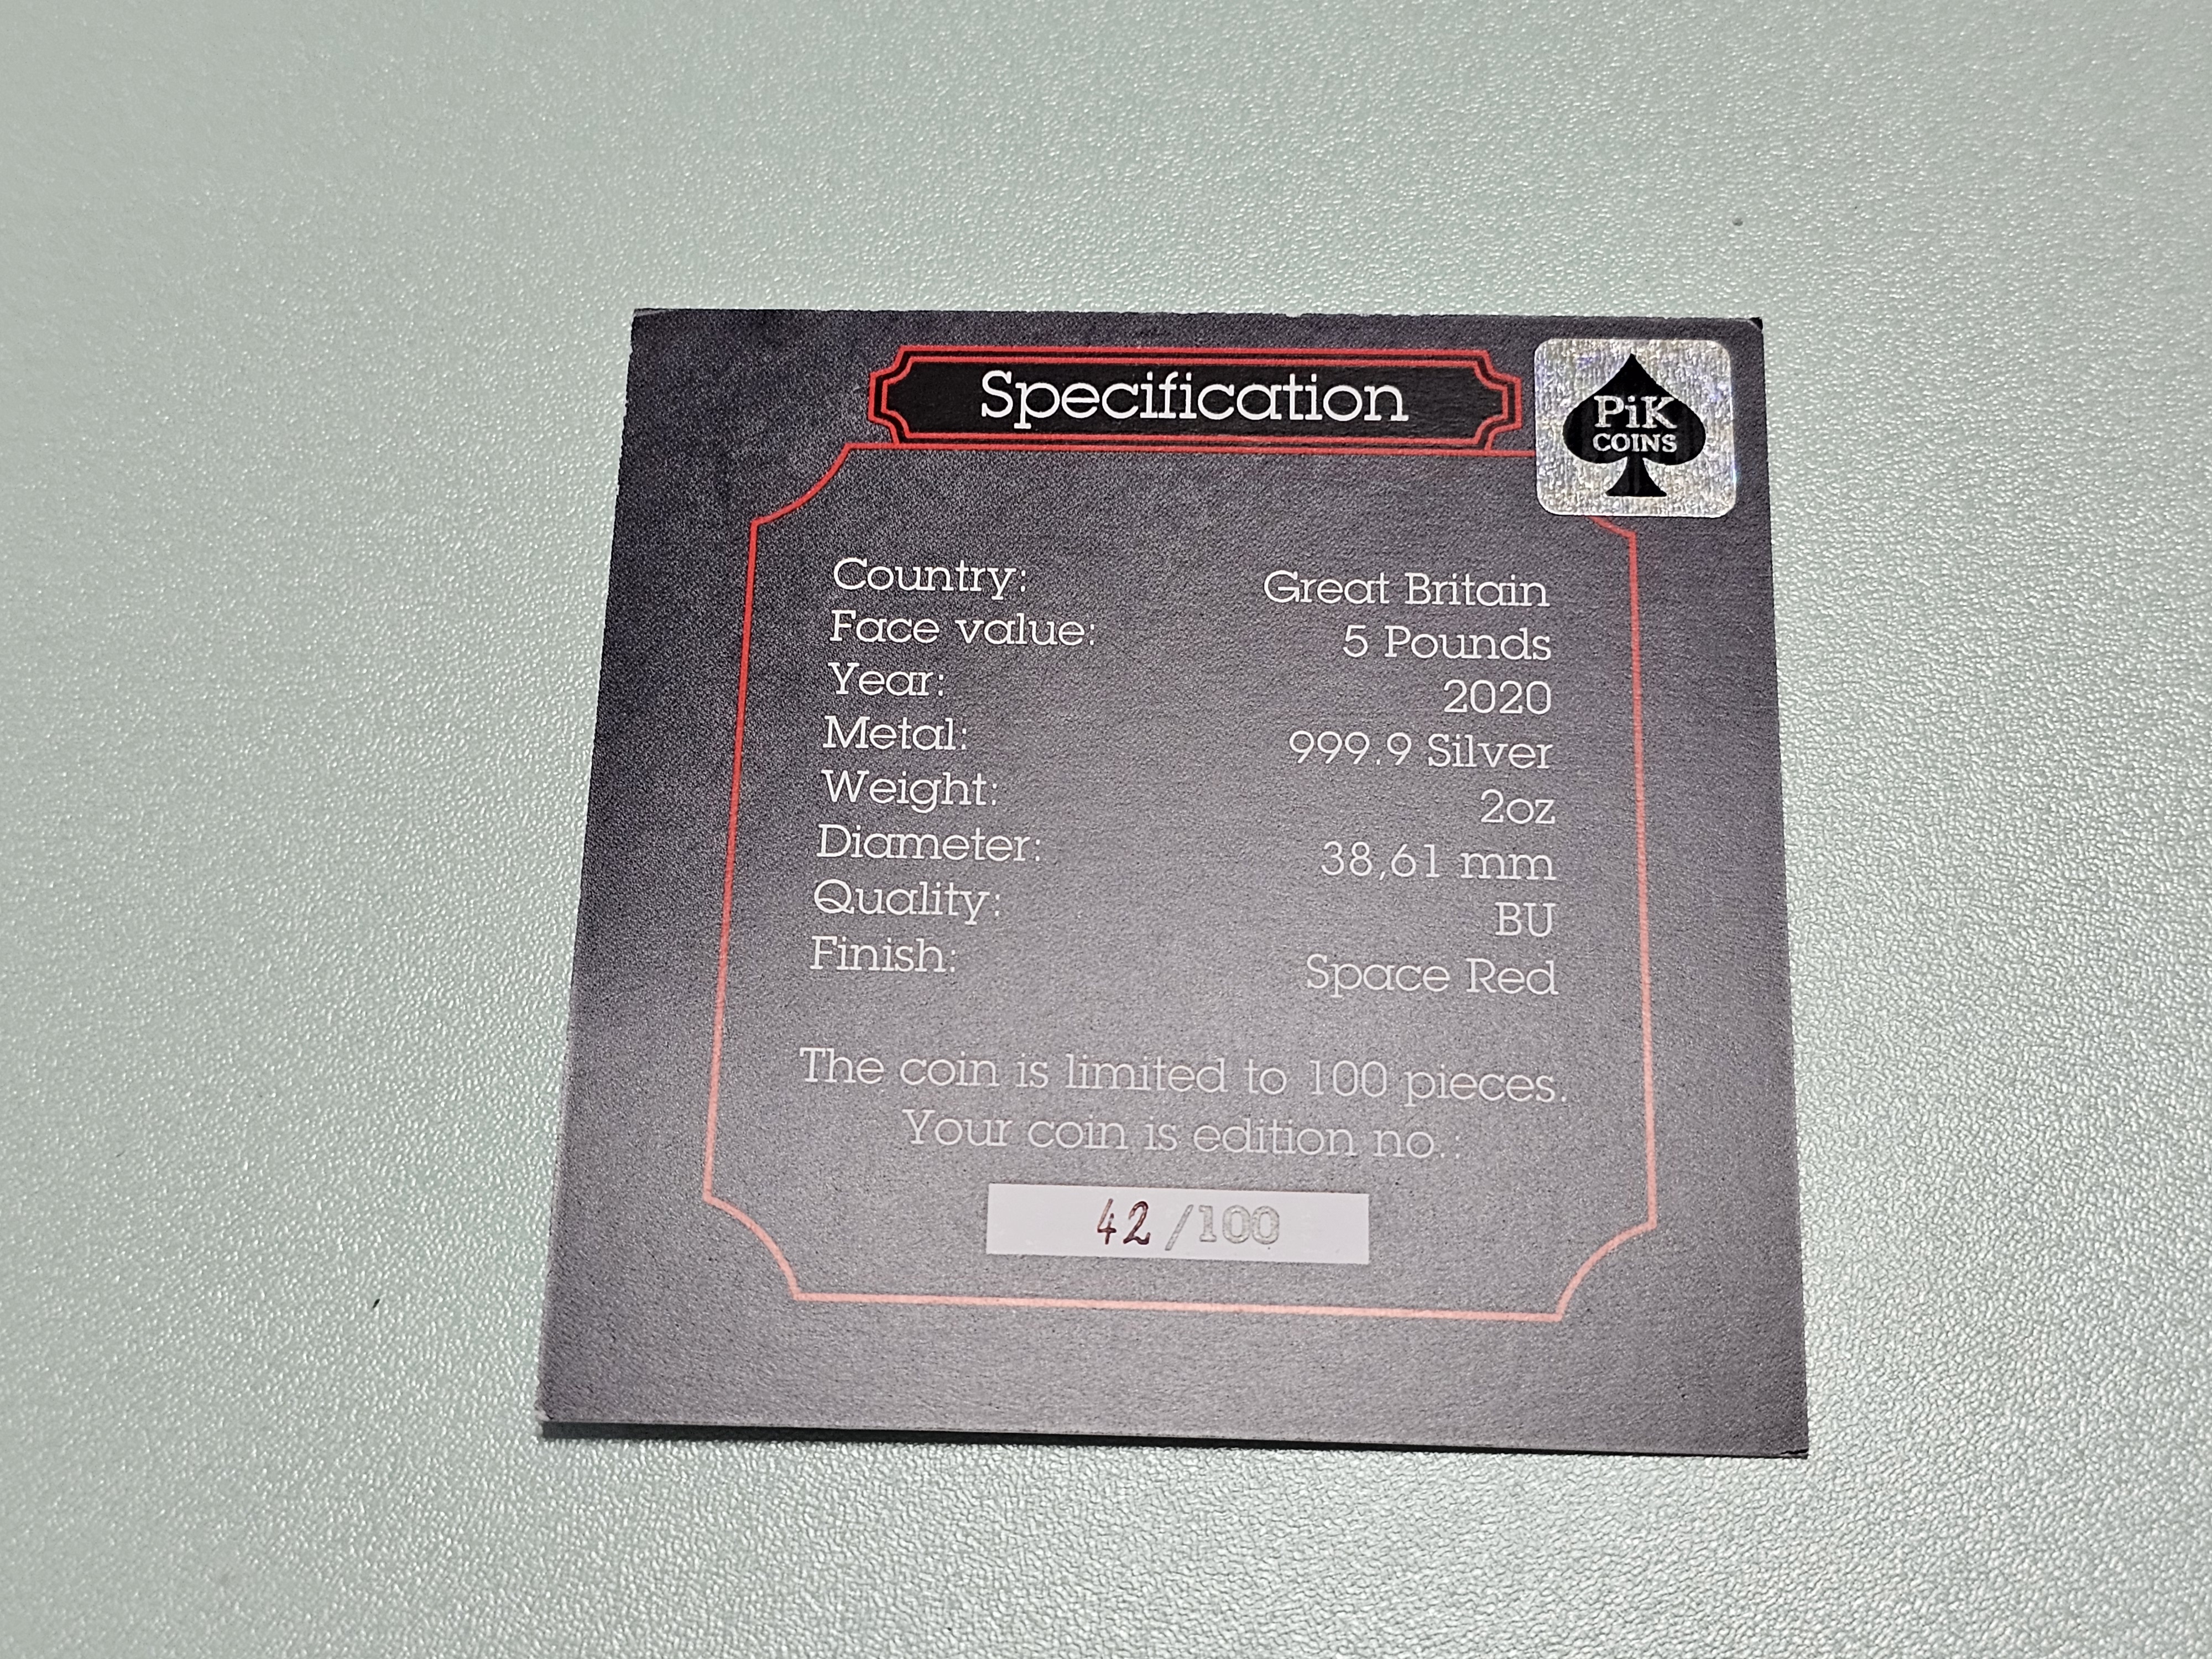 Specification
PiK
COINS
Country: Great Britain
Face value: 5 Pounds
Year: 2020
Metal: 999.9 Silver
Weight: 2oz
Diameter: 38,61 mm
Quality: BU
Finish: Space Red
The coin is limited to 100 pieces.
Your coin is edition no.:
42/100